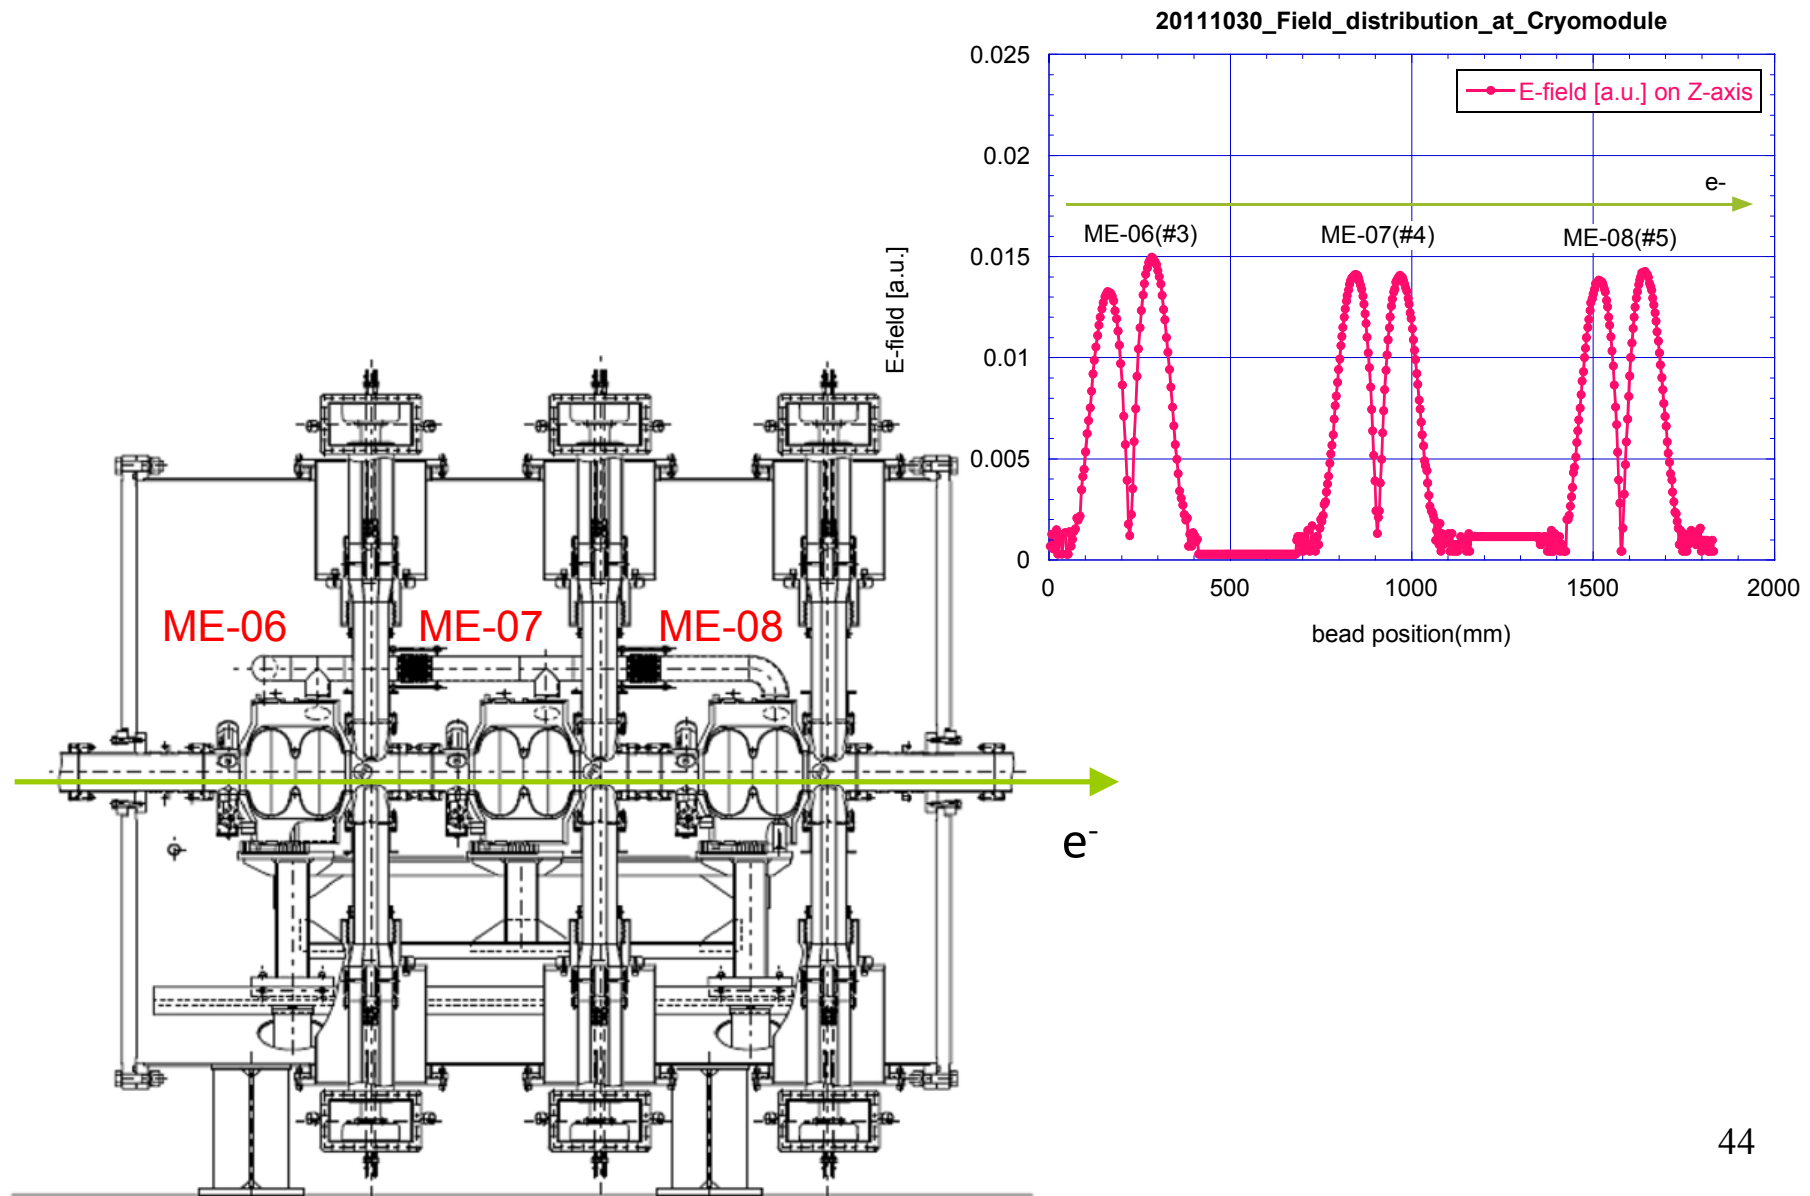 20111030_Field_distribution_at_Cryomodule
0.025
E-field [a.u.] on Z-axis
0.02
e-
ME-06(#3)
ME-07(#4)
ME-08(#5)
0.015
E-field [a.u.]
0.01
0.005
0
0
500
1000
1500
2000
bead position(mm)
ME-06
ME-07
ME-08
e-
44